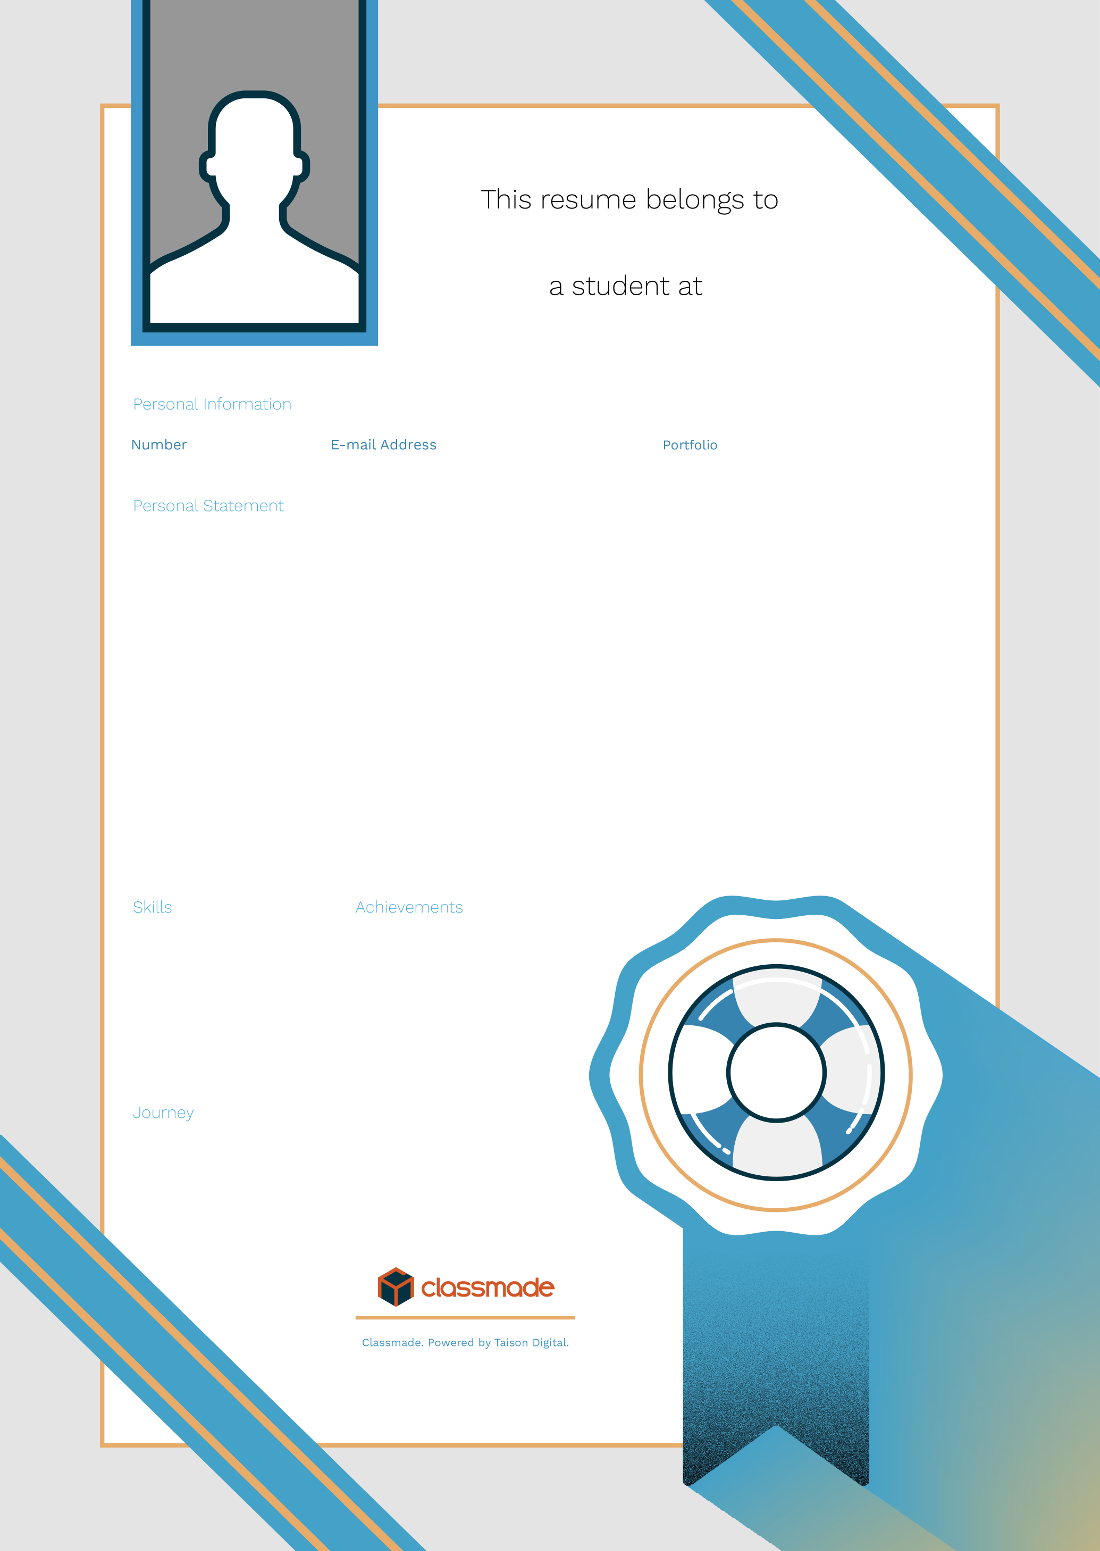 This resume belongs to
a student at
Personal Information
Number E-mail Address Portfolio
Personal Statement
Skills Achievements
Journey
classmade
Classmade. Powered by Taison Digital.